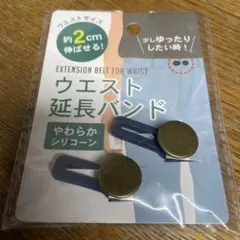 ウエストサイズ
約2cm
伸ばせる!
少しゆったり
したい時!
EXTENSION BELT FOR WAIST
ウエスト
延長バンド
やわらか
シリコーン